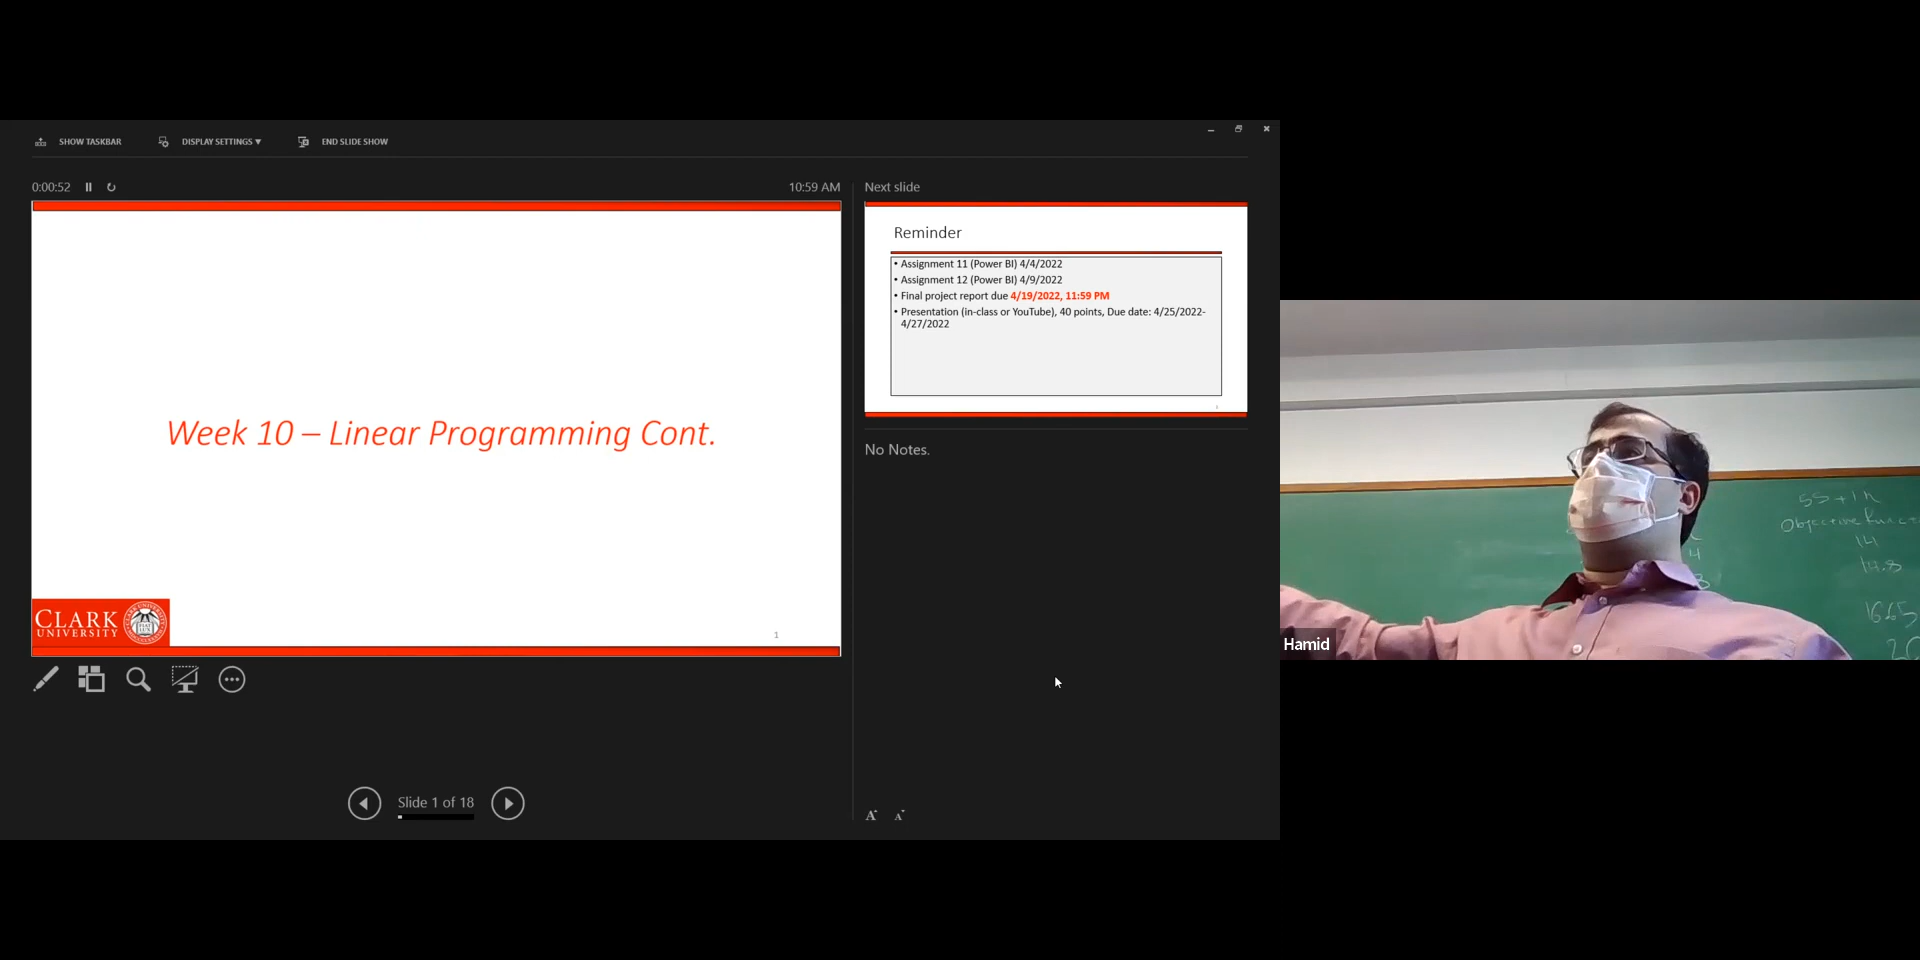 SHOW TASKBAR
DISPLAY SETTINGS ▾
END SLIDE SHOW
0:00:52
10:59 AM
Week 10 – Linear Programming Cont.
CLARK
UNIVERSITY
1
Slide 1 of 18
Next slide
Reminder
• Assignment 11 (Power BI) 4/4/2022
• Assignment 12 (Power BI) 4/9/2022
• Final project report due 4/19/2022, 11:59 PM
• Presentation (in-class or YouTube), 40 points, Due date: 4/25/2022-
4/27/2022
No Notes.
A
A
Hamid
Objective
14
4